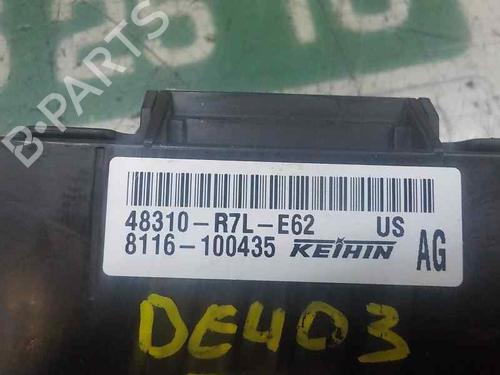 B-PARTS
48310-R7L-E62 US
8116-100435 KEIHIN AG
DE403